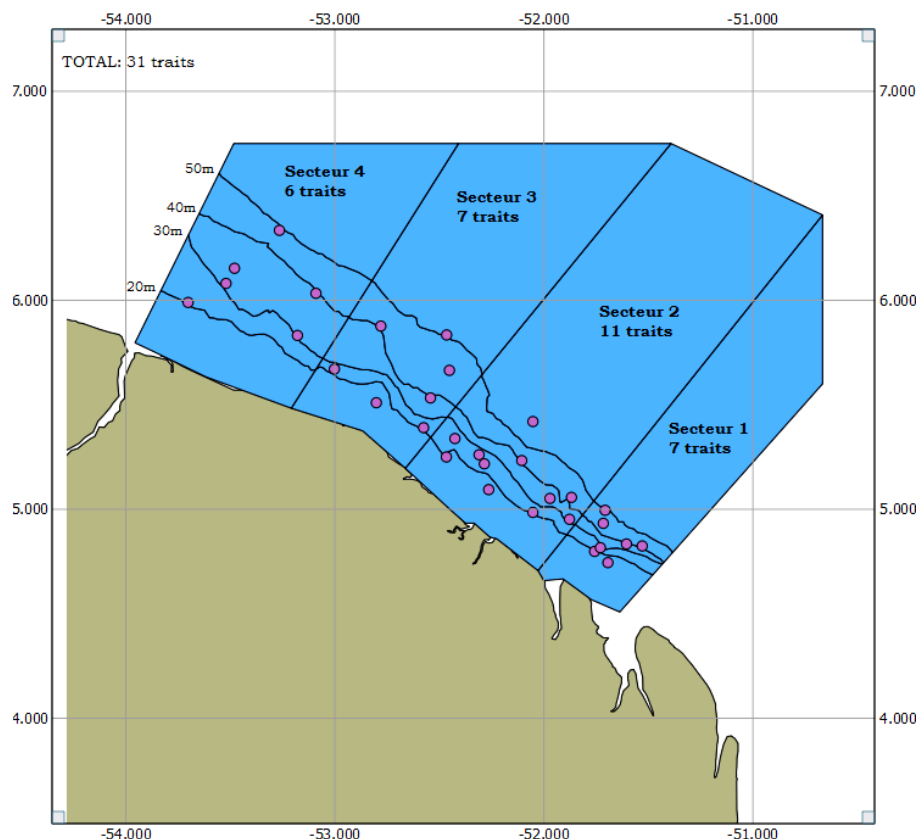 -54.000 -53.000 -52.000 -51.000
TOTAL: 31 traits
7.000 7.000
50m
Secteur 4
6 traits
Secteur 3
7 traits
40m
30m
20m
6.000 6.000
Secteur 2
11 traits
Secteur 1
7 traits
5.000 5.000
4.000 4.000
-54.000 -53.000 -52.000 -51.000